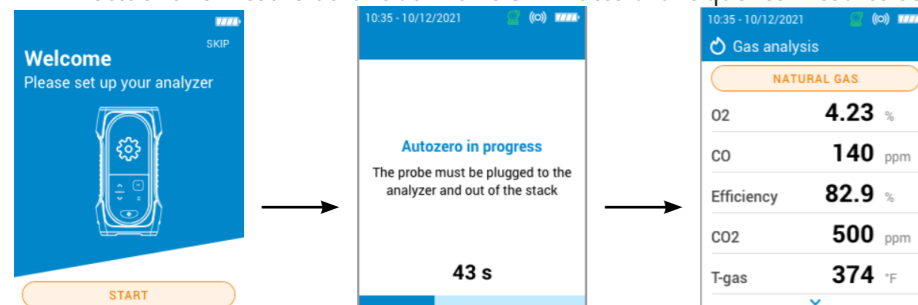 SKIP
Welcome
Please set up your analyzer
START
10:35 - 10/12/2021
Autozero in progress
The probe must be plugged to the
analyzer and out of the stack
43 s
10:35 - 10/12/2021
Gas analysis
NATURAL GAS
O2 4.23 %
CO 140 ppm
Efficiency 82.9 %
CO2 500 ppm
T-gas 374 °F